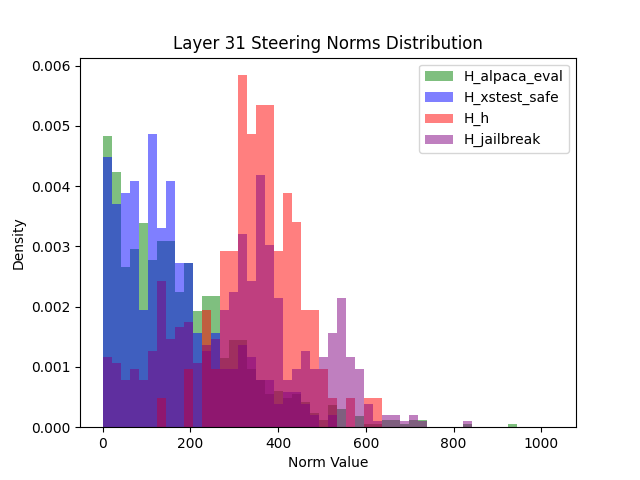 Layer 31 Steering Norms Distribution
H_alpaca_eval
H_xstest_safe
H_h
H_jailbreak
Density
0.006
0.005
0.004
0.003
0.002
0.001
0.000
0 200 400 600 800 1000
Norm Value